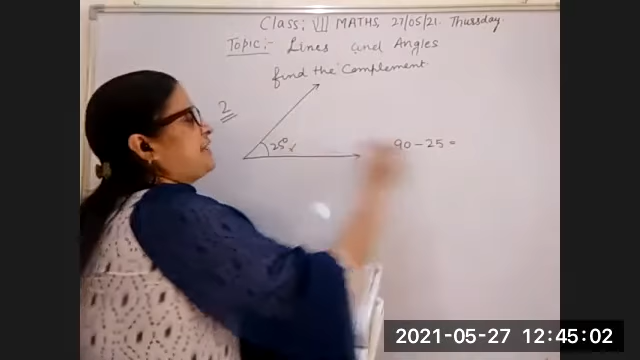 Class: VII MATHS, 27/05/21. Thursday.
Topic:- Lines and Angles
find the Complement.
2
25°
90-25=
2021-05-27 12:45:02